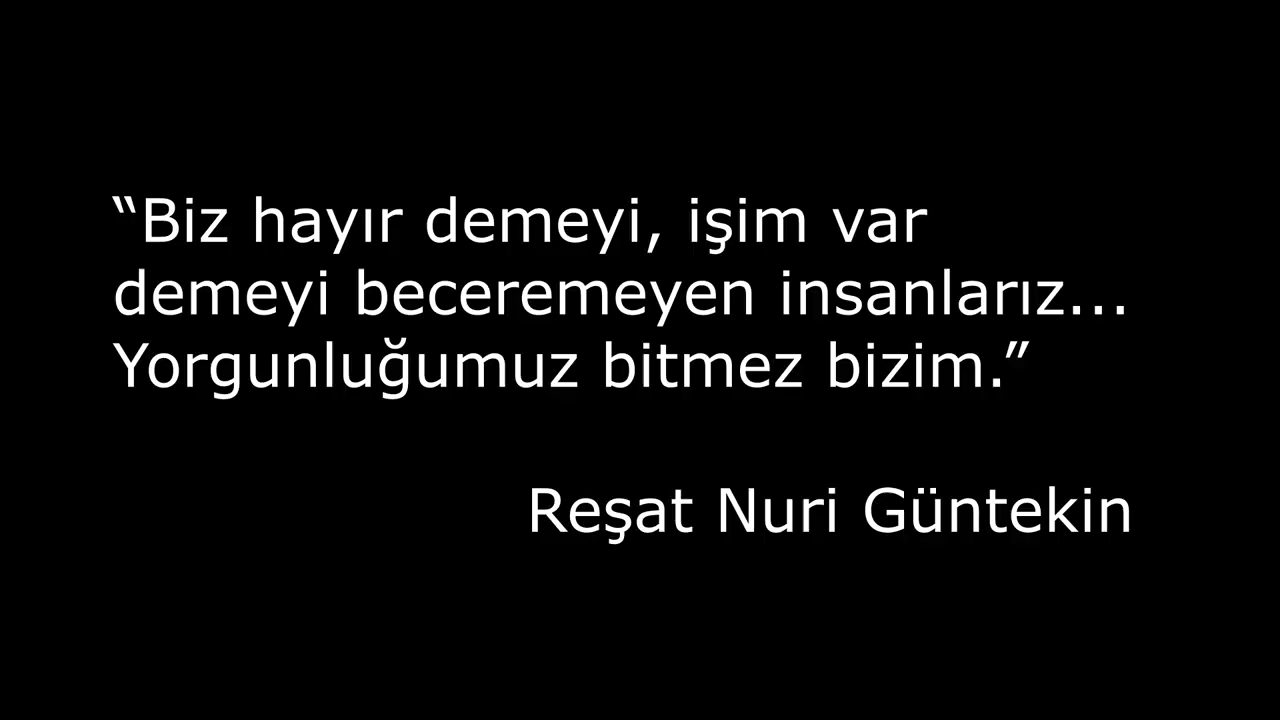 “Biz hayır demeyi, işim var
demeyi beceremeyen insanlarız...
Yorgunluğumuz bitmez bizim.”
Reşat Nuri Güntekin